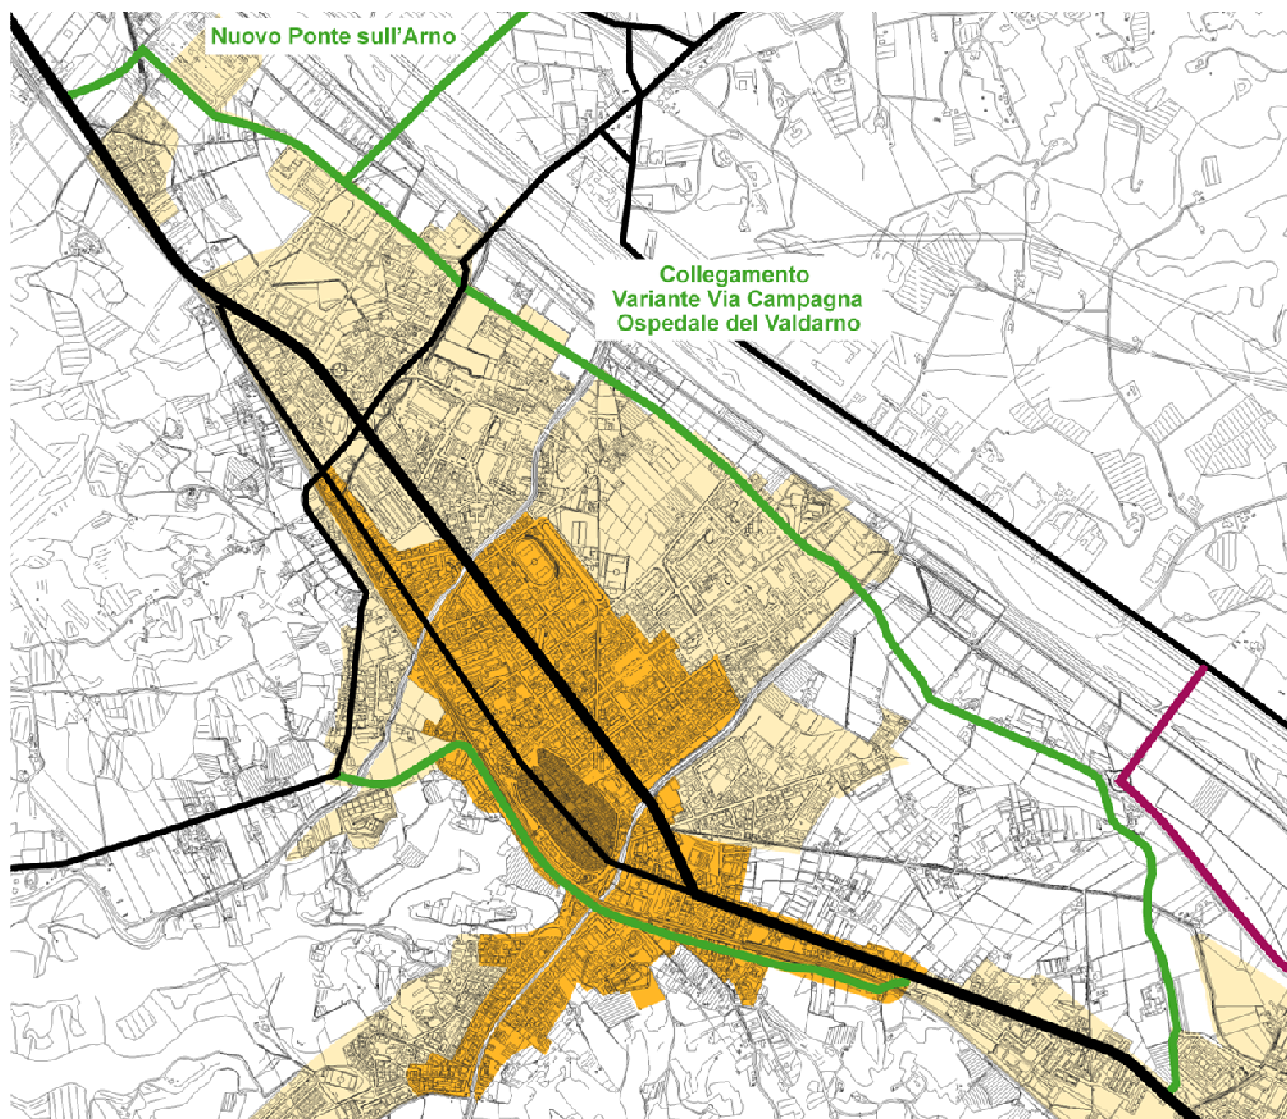 Nuovo Ponte sull'Arno
Collegamento
Variante Via Campagna
Ospedale del Valdarno